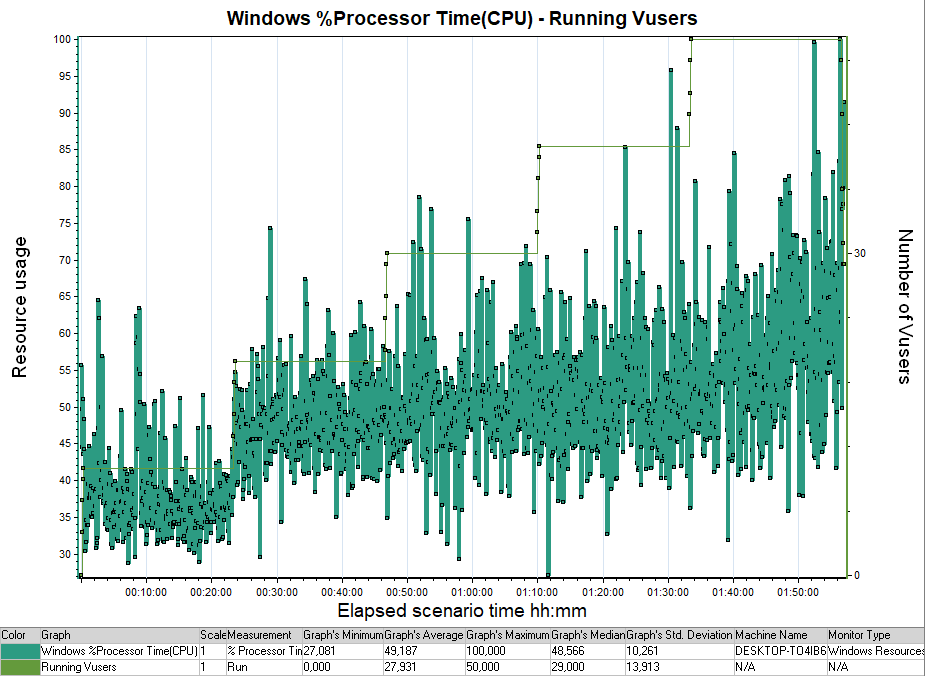 Windows %Processor Time(CPU) - Running Vusers
Resource usage
100
95
90
85
80
75
70
65
60
55
50
45
40
35
30
30
0
Number of Vusers
00:10:00 00:20:00 00:30:00 00:40:00 00:50:00 01:00:00 01:10:00 01:20:00 01:30:00 01:40:00 01:50:00
Elapsed scenario time hh:mm
Color Graph Scale Measurement Graph's Minimum Graph's Average Graph's Maximum Graph's Median Graph's Std. Deviation Machine Name Monitor Type
Windows %Processor Time(CPU) 1 % Processor Tim 27,081 49,187 100,000 48,566 10,261 DESKTOP-TO4IB6 Windows Resources
Running Vusers 1 Run 0,000 27,931 50,000 29,000 13,913 N/A N/A